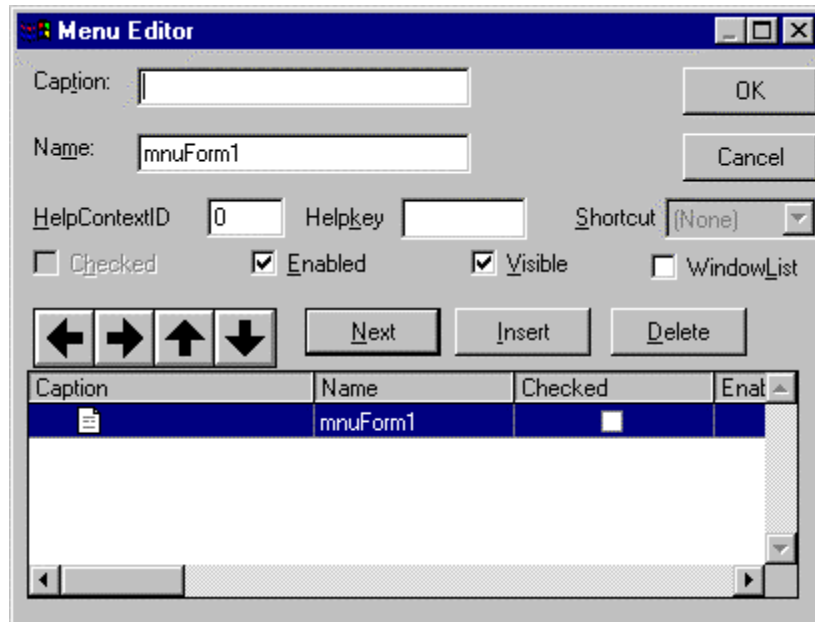 Menu Editor
Caption:
OK
Name: mnuForm1
Cancel
HelpContextID 0 Helpkey Shortcut (None)
Checked Enabled Visible WindowList
Next Insert Delete
Caption Name Checked Enat
mnuForm1